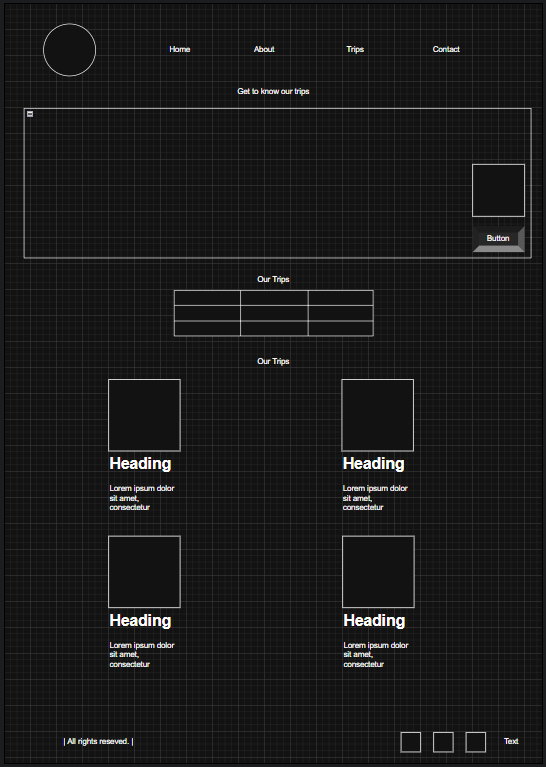 Home About Trips Contact
Get to know our trips
Button
Our Trips
Our Trips
Heading
Lorem ipsum dolor
sit amet,
consectetur
Heading
Lorem ipsum dolor
sit amet,
consectetur
Heading
Lorem ipsum dolor
sit amet,
consectetur
Heading
Lorem ipsum dolor
sit amet,
consectetur
| All rights reseved. |
Text